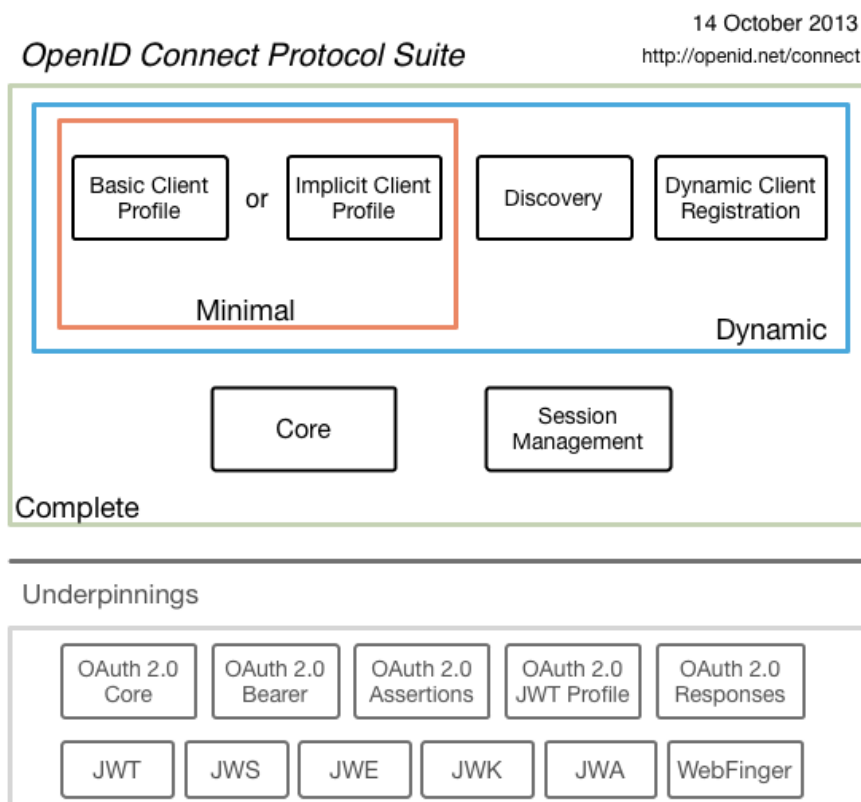 14 October 2013
OpenID Connect Protocol Suite
http://openid.net/connect
Basic Client
Profile
or
Implicit Client
Profile
Discovery
Dynamic Client
Registration
Minimal
Dynamic
Core
Session
Management
Complete
Underpinnings
OAuth 2.0
Core
OAuth 2.0
Bearer
OAuth 2.0
Assertions
OAuth 2.0
JWT Profile
OAuth 2.0
Responses
JWT
JWS
JWE
JWK
JWA
WebFinger